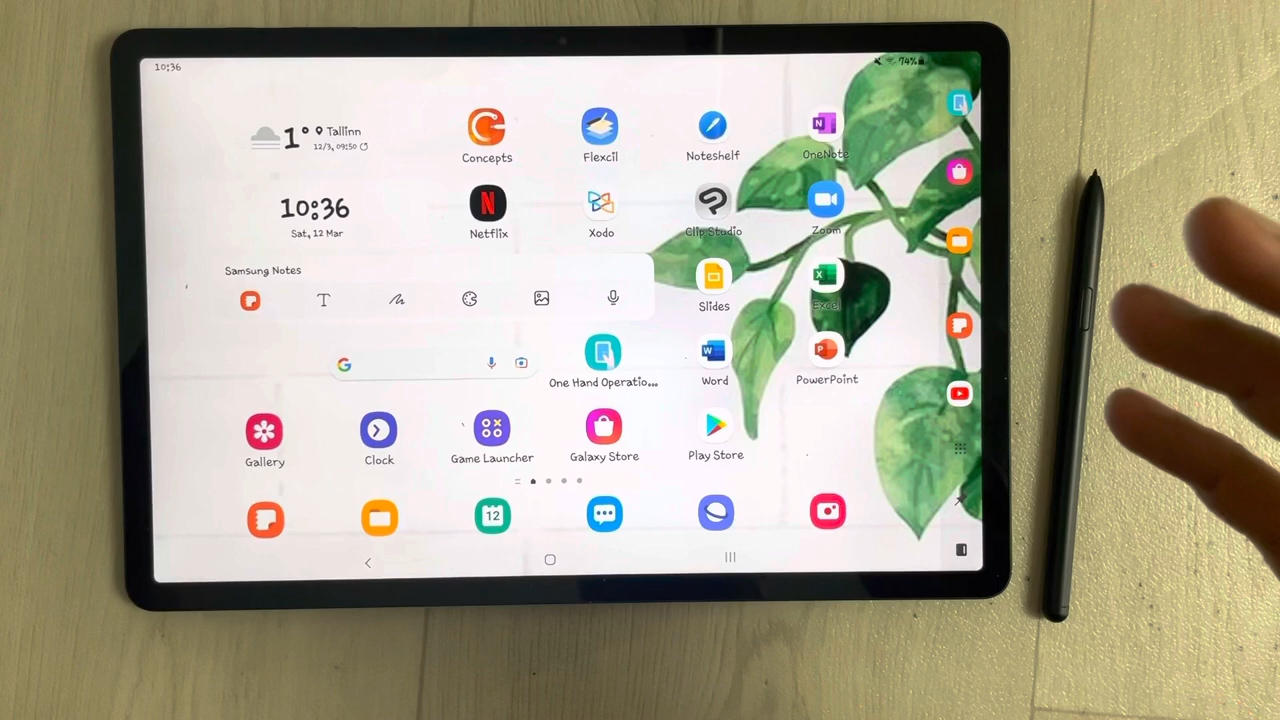 10:36
74%
1° Tallinn
12/3, 09:50
Concepts
Flexcil
Noteshelf
N
OneNote
10:36
Sat, 12 Mar
N
Netflix
Xodo
Clip Studio
Zoom
Samsung Notes
T
Slides
X
Excel
G
One Hand Operatio...
W
Word
P
PowerPoint
Gallery
Clock
Game Launcher
Galaxy Store
Play Store
12